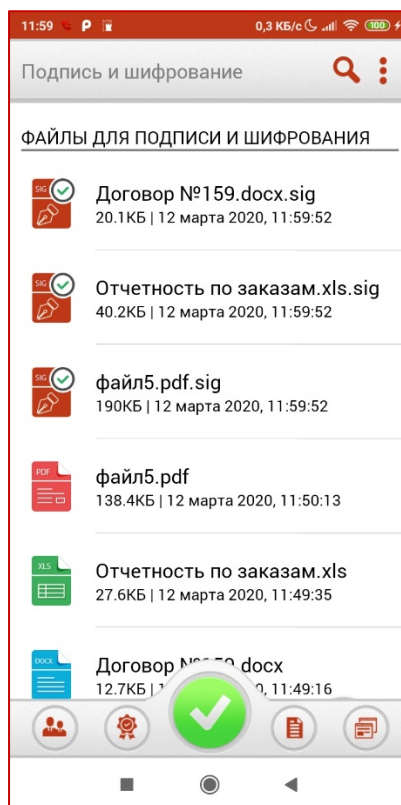 11:59 P 0,3 КБ/с 100
Подпись и шифрование
ФАЙЛЫ ДЛЯ ПОДПИСИ И ШИФРОВАНИЯ
SIG
Договор №159.docx.sig
20.1КБ | 12 марта 2020, 11:59:52
SIG
Отчетность по заказам.xls.sig
40.2КБ | 12 марта 2020, 11:59:52
SIG
файл5.pdf.sig
190КБ | 12 марта 2020, 11:59:52
PDF
файл5.pdf
138.4КБ | 12 марта 2020, 11:50:13
XLS
Отчетность по заказам.xls
27.6КБ | 12 марта 2020, 11:49:35
DOCX
Договор №159.docx
12.7КБ | 11:49:16